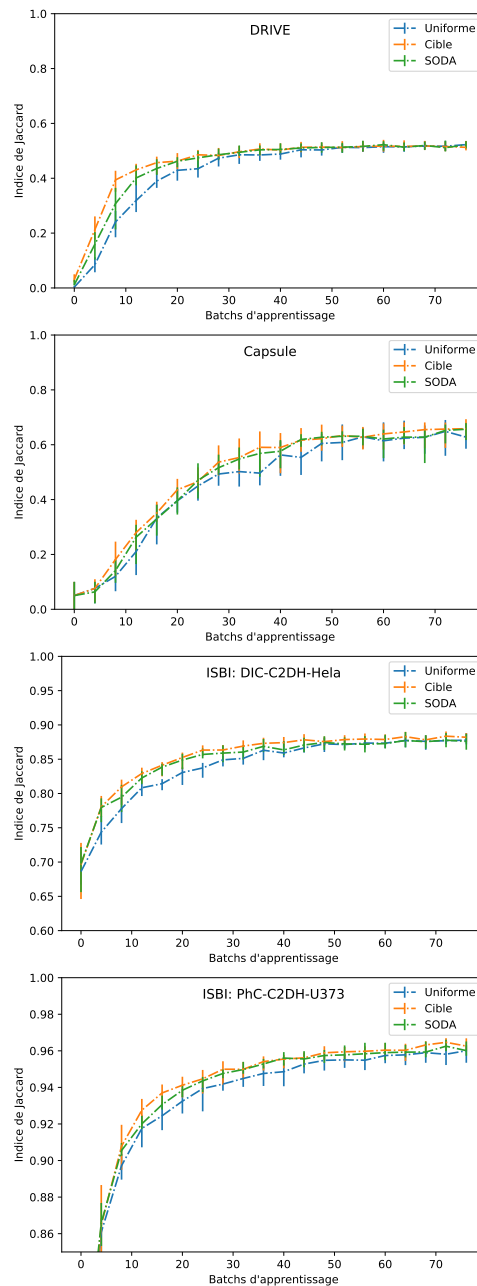 DRIVE
Uniforme
Cible
SODA
Indice de Jaccard
1.0
0.8
0.6
0.4
0.2
0.0
0 10 20 30 40 50 60 70
Batchs d'apprentissage
Capsule
Uniforme
Cible
SODA
Indice de Jaccard
1.0
0.8
0.6
0.4
0.2
0.0
0 10 20 30 40 50 60 70
Batchs d'apprentissage
ISBI: DIC-C2DH-Hela
Uniforme
Cible
SODA
Indice de Jaccard
1.00
0.95
0.90
0.85
0.80
0.75
0.70
0.65
0.60
0 10 20 30 40 50 60 70
Batchs d'apprentissage
ISBI: PhC-C2DH-U373
Uniforme
Cible
SODA
Indice de Jaccard
1.00
0.98
0.96
0.94
0.92
0.90
0.88
0.86
0 10 20 30 40 50 60 70
Batchs d'apprentissage